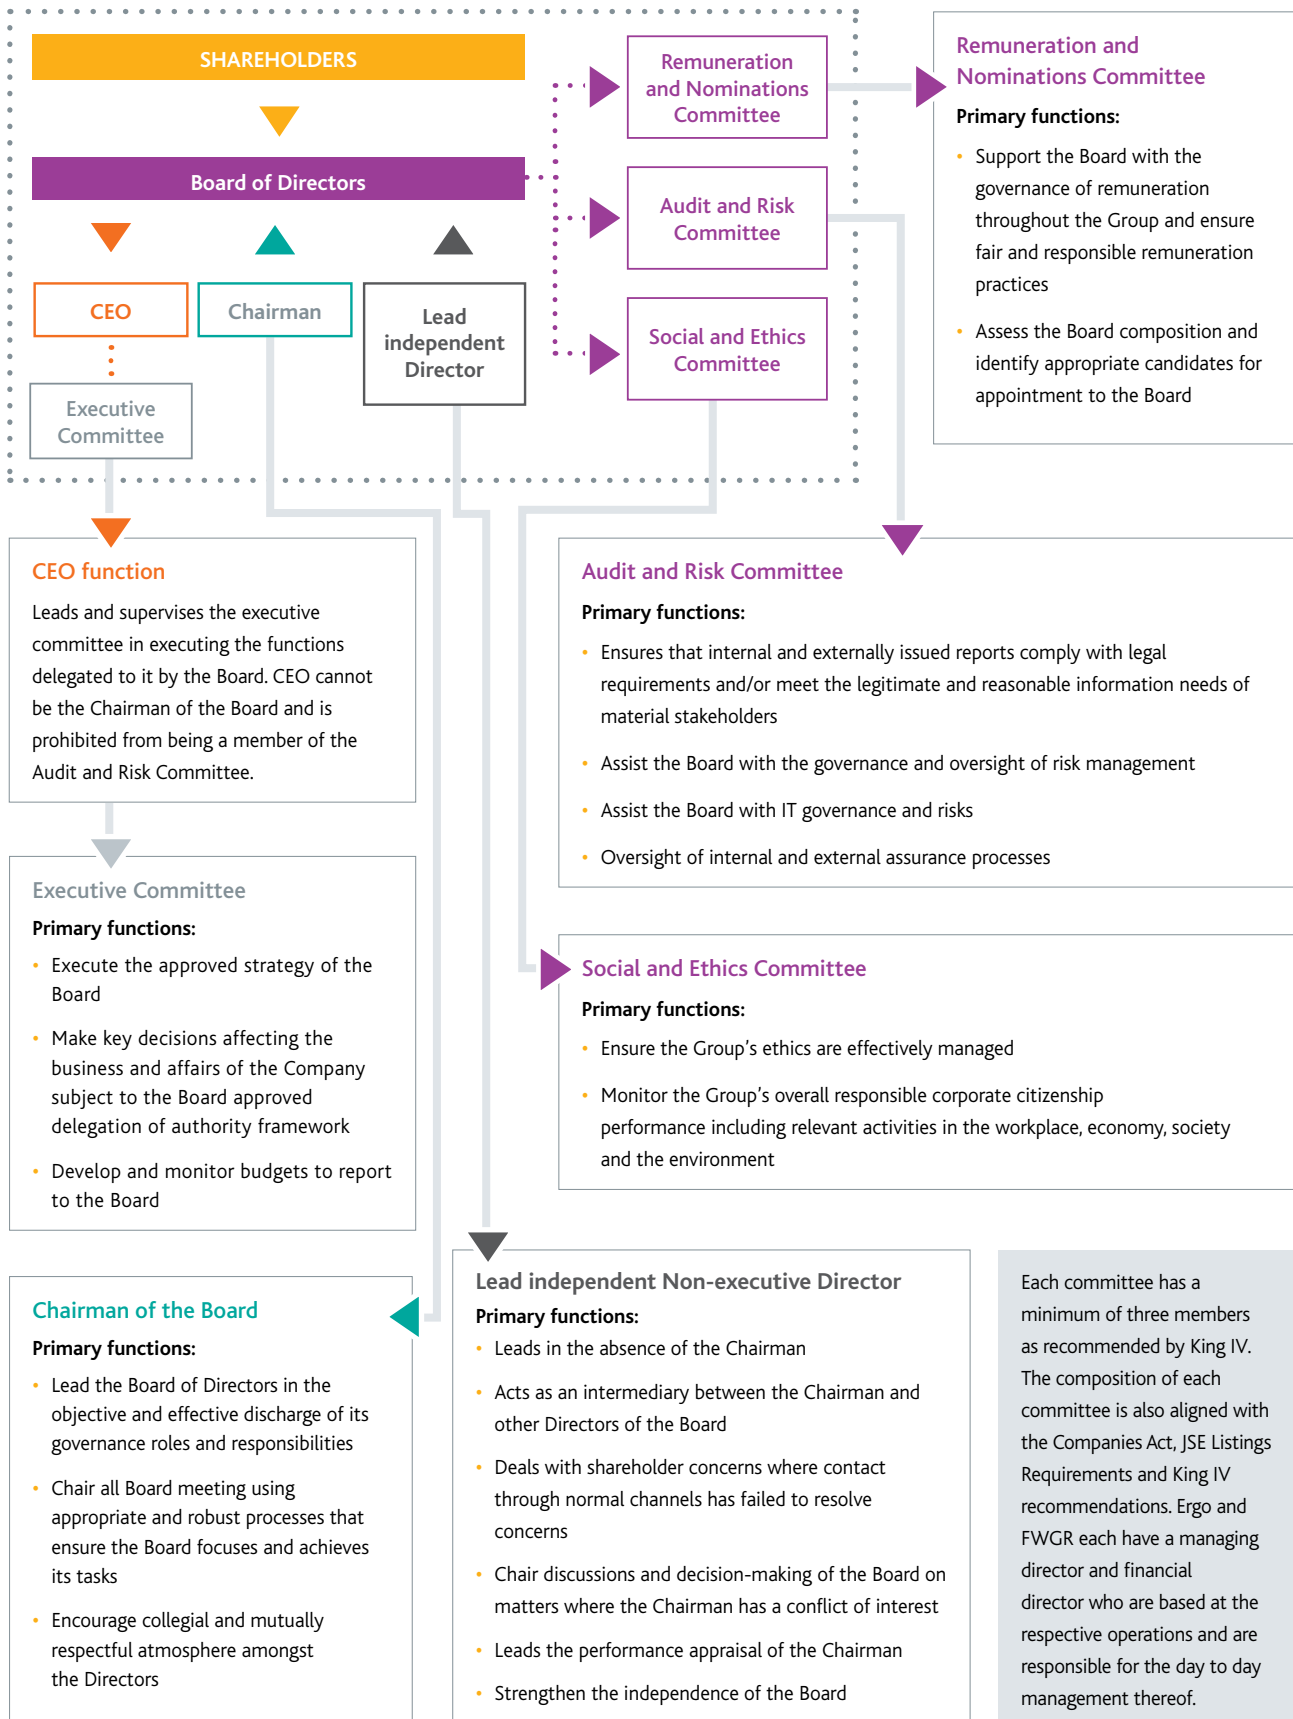 SHAREHOLDERS
Board of Directors
CEO
Chairman
Lead
independent
Director
Executive
Committee
Remuneration
and Nominations
Committee
Audit and Risk
Committee
Social and Ethics
Committee
Remuneration and
Nominations Committee
Primary functions:
• Support the Board with the
governance of remuneration
throughout the Group and ensure
fair and responsible remuneration
practices
• Assess the Board composition and
identify appropriate candidates for
appointment to the Board
CEO function
Leads and supervises the executive
committee in executing the functions
delegated to it by the Board. CEO cannot
be the Chairman of the Board and is
prohibited from being a member of the
Audit and Risk Committee.
Audit and Risk Committee
Primary functions:
• Ensures that internal and externally issued reports comply with legal
requirements and/or meet the legitimate and reasonable information needs of
material stakeholders
• Assist the Board with the governance and oversight of risk management
• Assist the Board with IT governance and risks
• Oversight of internal and external assurance processes
Executive Committee
Primary functions:
• Execute the approved strategy of the
Board
• Make key decisions affecting the
business and affairs of the Company
subject to the Board approved
delegation of authority framework
• Develop and monitor budgets to report
to the Board
Social and Ethics Committee
Primary functions:
• Ensure the Group's ethics are effectively managed
• Monitor the Group's overall responsible corporate citizenship
performance including relevant activities in the workplace, economy, society
and the environment
Chairman of the Board
Primary functions:
• Lead the Board of Directors in the
objective and effective discharge of its
governance roles and responsibilities
• Chair all Board meeting using
appropriate and robust processes that
ensure the Board focuses and achieves
its tasks
• Encourage collegial and mutually
respectful atmosphere amongst
the Directors
Lead independent Non-executive Director
Primary functions:
• Leads in the absence of the Chairman
• Acts as an intermediary between the Chairman and
other Directors of the Board
• Deals with shareholder concerns where contact
through normal channels has failed to resolve
concerns
• Chair discussions and decision-making of the Board on
matters where the Chairman has a conflict of interest
• Leads the performance appraisal of the Chairman
• Strengthen the independence of the Board
Each committee has a
minimum of three members
as recommended by King IV.
The composition of each
committee is also aligned with
the Companies Act, JSE Listings
Requirements and King IV
recommendations. Ergo and
FWGR each have a managing
director and financial
director who are based at the
respective operations and are
responsible for the day to day
management thereof.